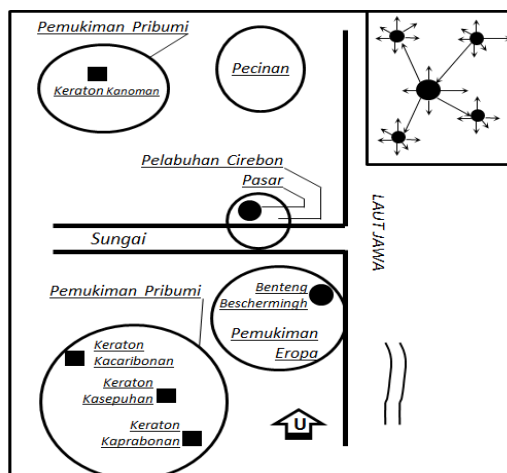 Pemukiman Pribumi
Keraton Kanoman
Pecinan
Pelabuhan Cirebon
Pasar
Sungai
LAUT JAWA
Pemukiman Pribumi
Benteng
Beschermingh
Pemukiman
Eropa
Keraton
Kacaribonan
Keraton
Kasepuhan
Keraton
Kaprabonan
U